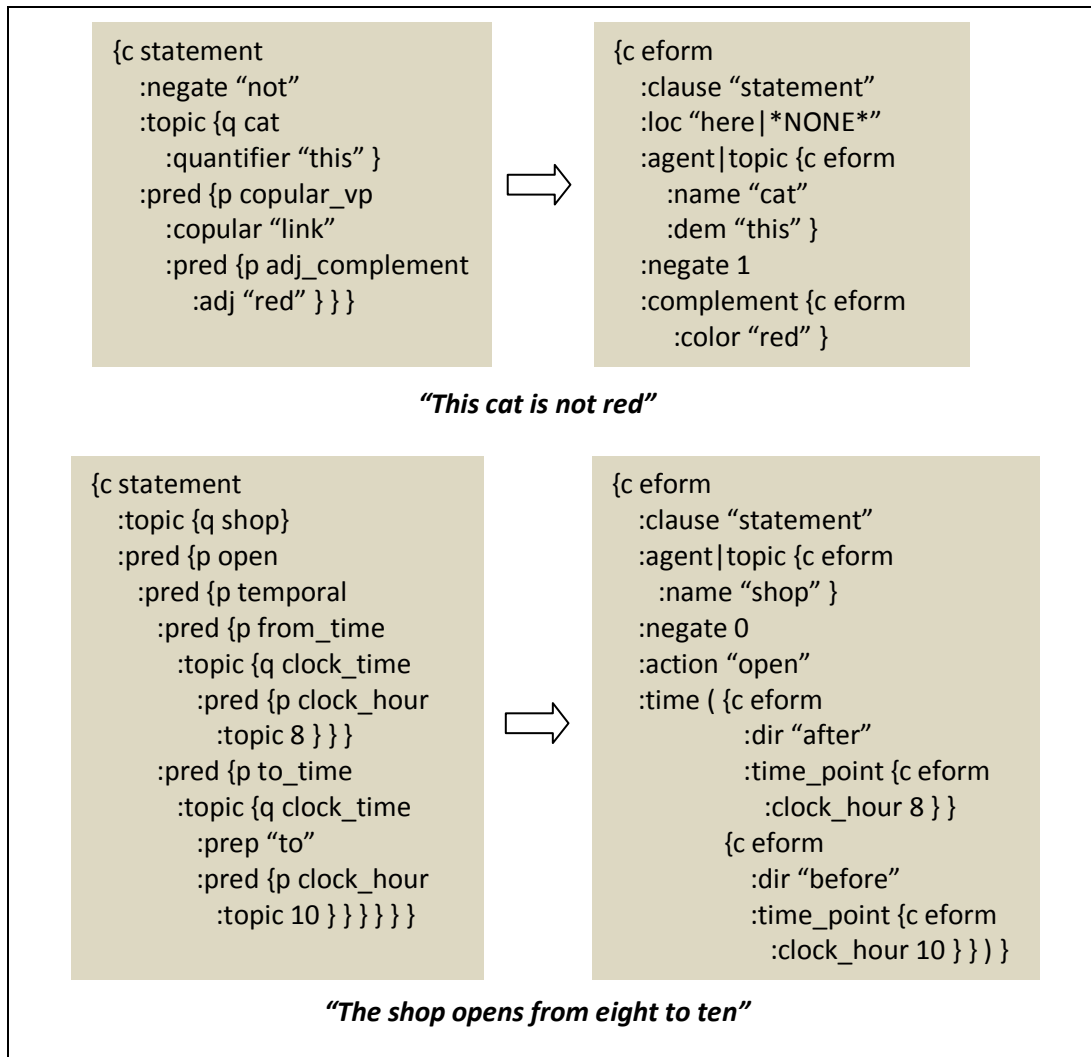 {c statement
:negate “not”
:topic {q cat
:quantifier “this” }
:pred {p copular_vp
:copular “link”
:pred {p adj_complement
:adj “red” } } }
{c eform
:clause “statement”
:loc “here|*NONE*”
:agent|topic {c eform
:name “cat”
:dem “this” }
:negate 1
:complement {c eform
:color “red” }
“This cat is not red”
{c statement
:topic {q shop}
:pred {p open
:pred {p temporal
:pred {p from_time
:topic {q clock_time
:pred {p clock_hour
:topic 8 } } }
:pred {p to_time
:topic {q clock_time
:prep “to”
:pred {p clock_hour
:topic 10 } } } } } }
{c eform
:clause “statement”
:agent|topic {c eform
:name “shop” }
:negate 0
:action “open”
:time ( {c eform
:dir “after”
:time_point {c eform
:clock_hour 8 } }
{c eform
:dir “before”
:time_point {c eform
:clock_hour 10 } } ) }
“The shop opens from eight to ten”